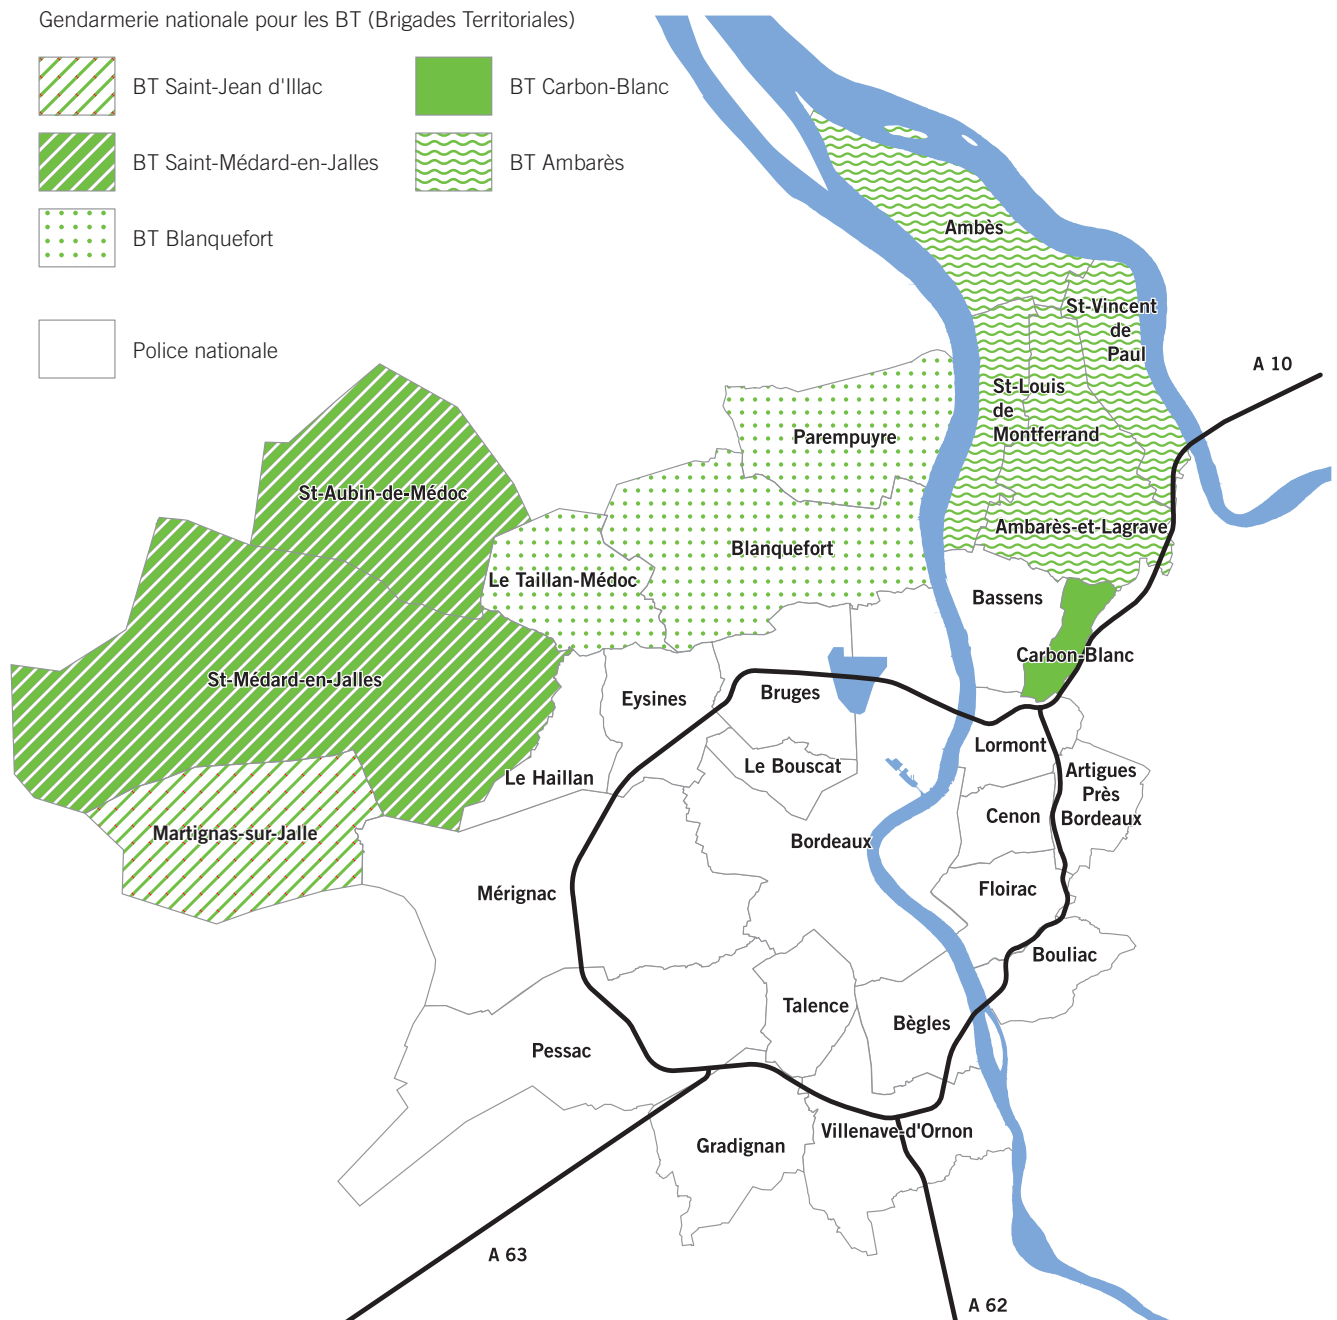 Gendarmerie nationale pour les BT (Brigades Territoriales)
BT Saint-Jean d'Illac
BT Carbon-Blanc
BT Saint-Médard-en-Jalles
BT Ambarès
BT Blanquefort
Police nationale
Ambès
St-Vincent
de
Paul
A 10
St-Louis
de
Montferrand
Parempuyre
St-Aubin-de-Médoc
Ambarès-et-Lagrave
Blanquefort
Le Taillan-Médoc
Bassens
Carbon-Blanc
St-Médard-en-Jalles
Eysines
Bruges
Lormont
Le Bouscat
Le Haillan
Artigues
Près
Bordeaux
Cenon
Martignas-sur-Jalle
Bordeaux
Mérignac
Floirac
Bouliac
Talence
Bègles
Pessac
Villenave-d'Ornon
Gradignan
A 63
A 62